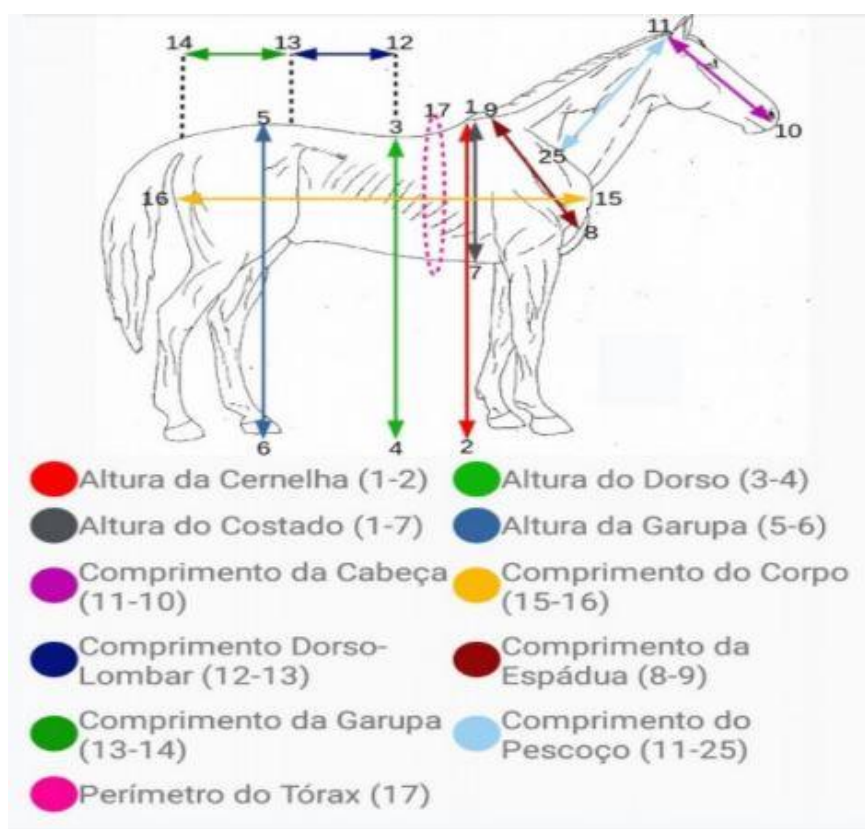 11
14 13 12
17 1 9
5 3
10
25
16 15
8
7
6 4 2
Altura da Cernelha (1-2)
Altura do Dorso (3-4)
Altura do Costado (1-7)
Altura da Garupa (5-6)
Comprimento da Cabeça
(11-10)
Comprimento do Corpo
(15-16)
Comprimento Dorso-
Lombar (12-13)
Comprimento da
Espádua (8-9)
Comprimento da Garupa
(13-14)
Comprimento do
Pescoço (11-25)
Perímetro do Tórax (17)